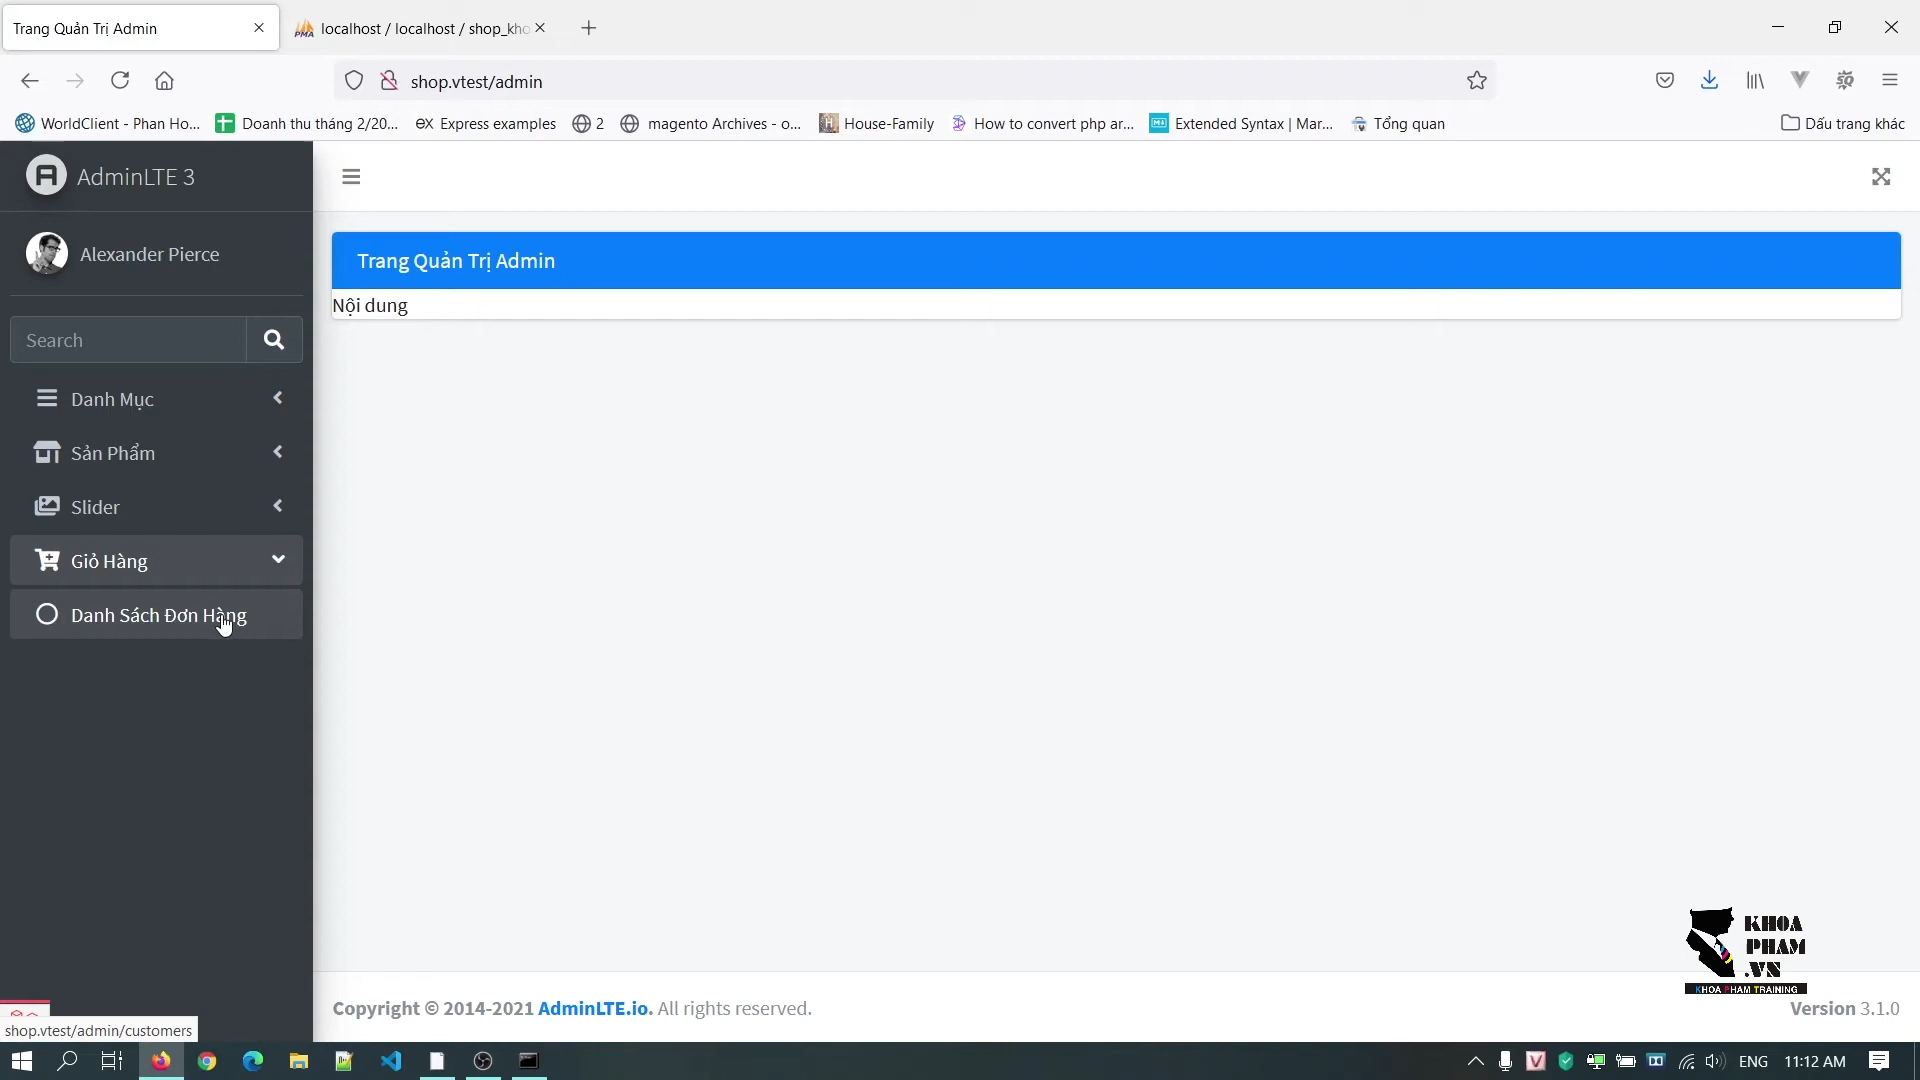 Trang Quản Trị Admin
localhost / localhost / shop_kho
shop.vtest/admin
WorldClient - Phan Ho...
Doanh thu tháng 2/20...
Express examples
2
magento Archives - o...
House-Family
How to convert php ar...
Extended Syntax | Mar...
Tổng quan
Dấu trang khác
AdminLTE 3
Alexander Pierce
Search
Danh Mục
Sản Phẩm
Slider
Giỏ Hàng
Danh Sách Đơn Hàng
Trang Quản Trị Admin
Nội dung
KHOA
PHAM
.VN
KHOA PHAM TRAINING
Copyright © 2014-2021 AdminLTE.io. All rights reserved.
Version 3.1.0
shop.vtest/admin/customers
ENG
11:12 AM